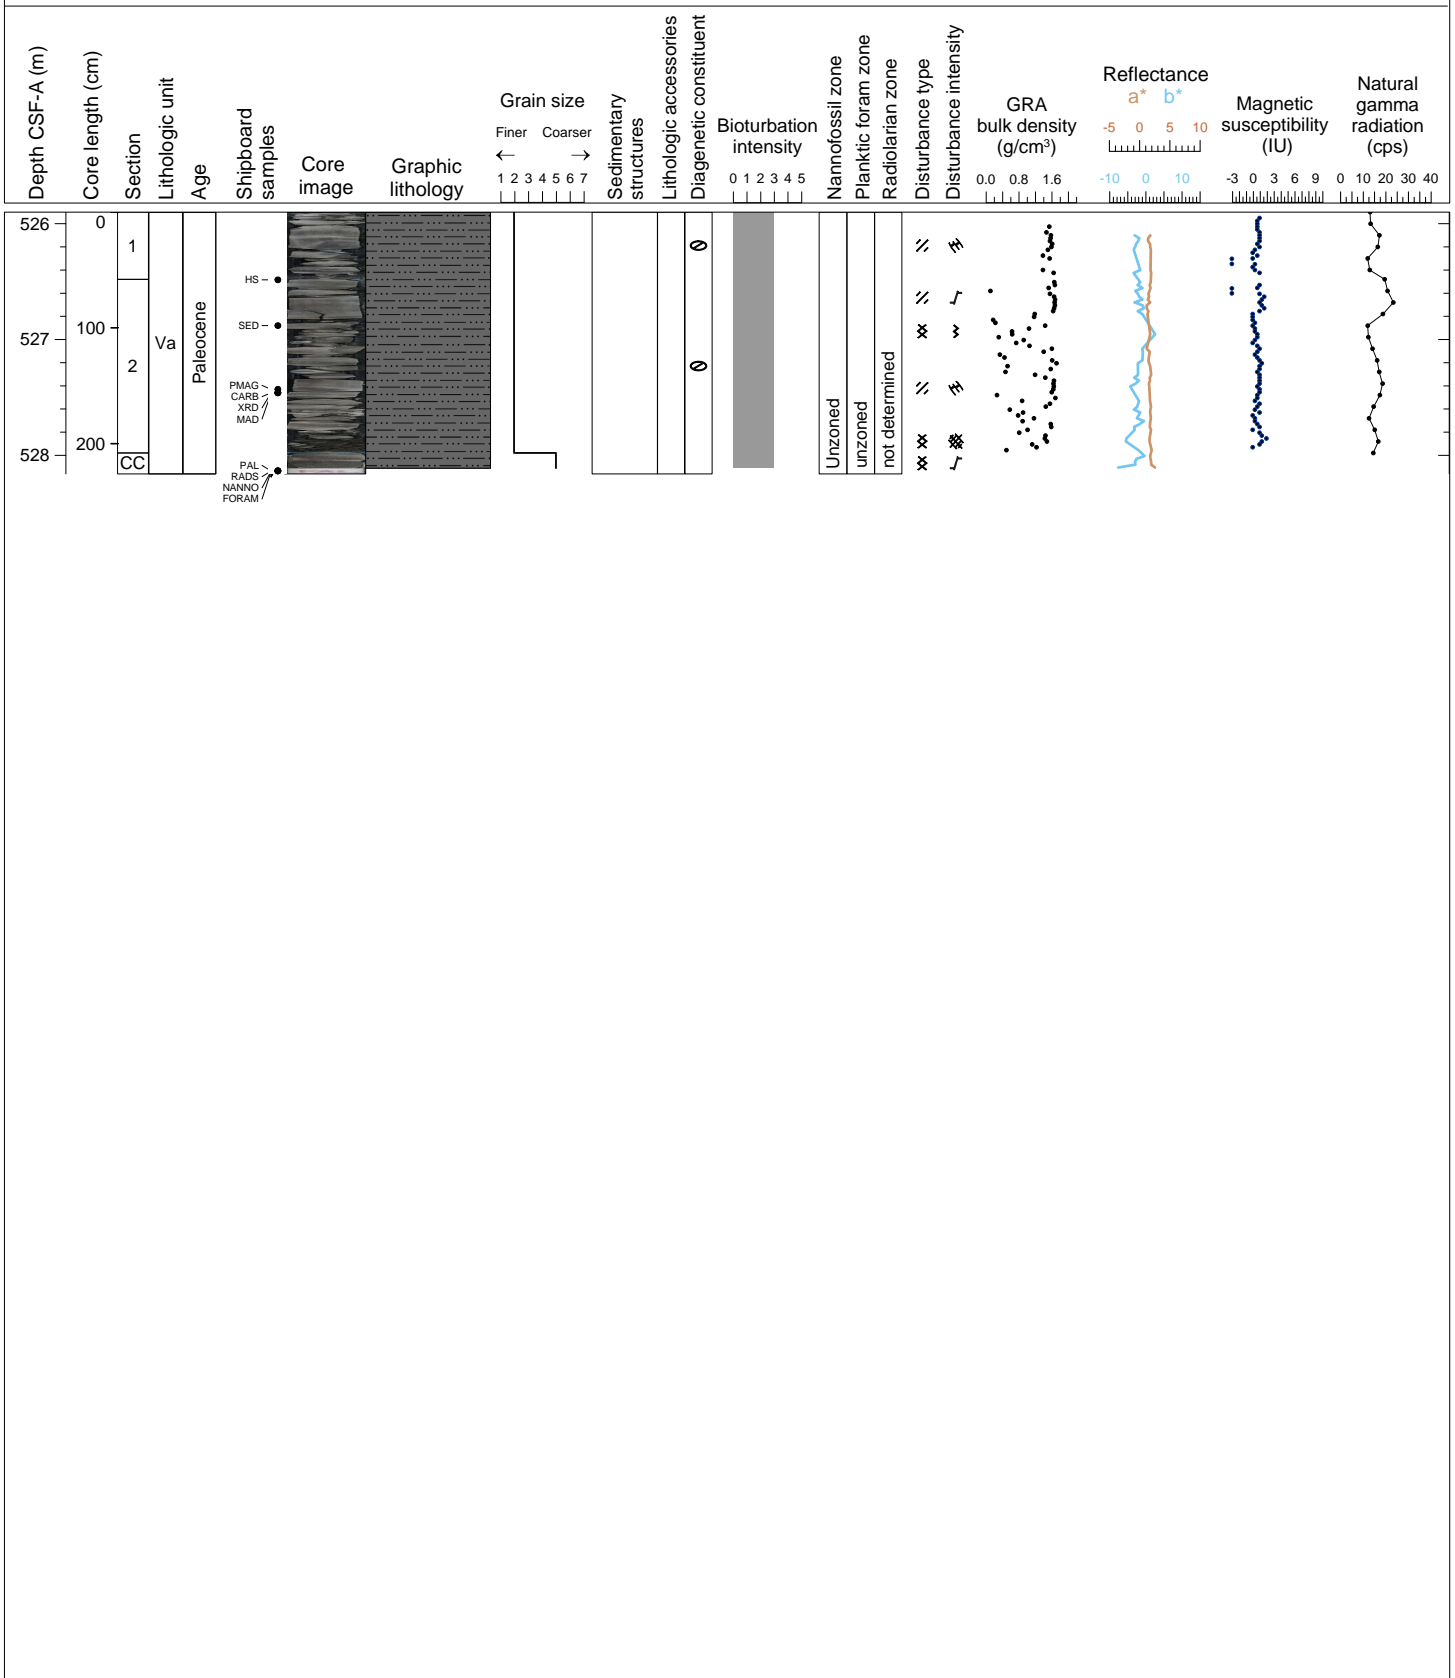 Depth CSF-A (m)
Core length (cm)
Section
Lithologic unit
Age
Shipboard
samples
Core
image
Graphic
lithology
Grain size
Finer Coarser
← →
1 2 3 4 5 6 7
Sedimentary
structures
Lithologic accessories
Diagenetic constituent
Bioturbation
intensity
0 1 2 3 4 5
Nannofossil zone
Planktic foram zone
Radiolarian zone
Disturbance type
Disturbance intensity
GRA
bulk density
(g/cm³)
0.0 0.8 1.6
Reflectance
a* b*
-5 0 5 10
-10 0 10
Magnetic
susceptibility
(IU)
-3 0 3 6 9
Natural
gamma
radiation
(cps)
0 10 20 30 40
526
527
528
0
100
200
1
2
CC
Va
Paleocene
HS
SED
PMAG
CARB
XRD
MAD
PAL
RADS
NANNO
FORAM
Unzoned
unzoned
not determined